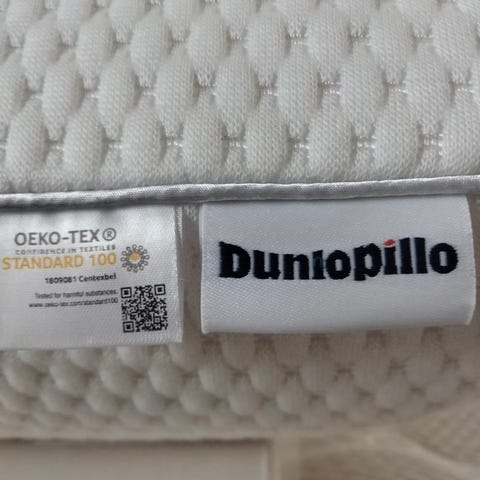 OEKO-TEX®
CONFIDENCE IN TEXTILES
STANDARD 100
1809081 Centexbel
Tested for harmful substances.
www.oeko-tex.com/standard100
Dunlopillo